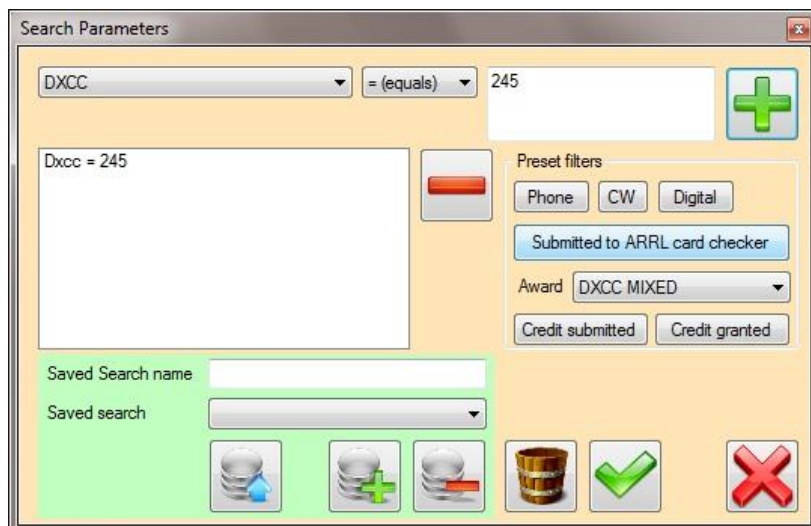 Search Parameters
DXCC = (equals) 245
Dxcc = 245
Preset filters
Phone CW Digital
Submitted to ARRL card checker
Award DXCC MIXED
Credit submitted Credit granted
Saved Search name
Saved search